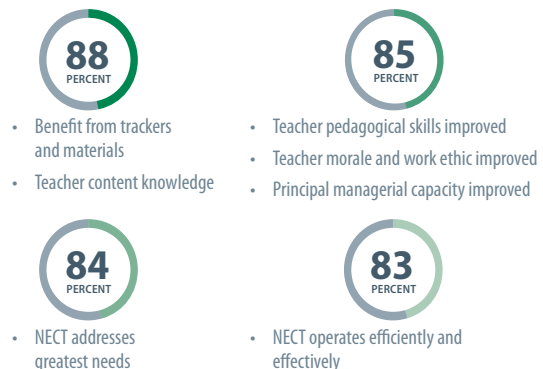 88
PERCENT
• Benefit from trackers
and materials
• Teacher content knowledge
85
PERCENT
• Teacher pedagogical skills improved
• Teacher morale and work ethic improved
• Principal managerial capacity improved
84
PERCENT
• NECT addresses
greatest needs
83
PERCENT
• NECT operates efficiently and
effectively